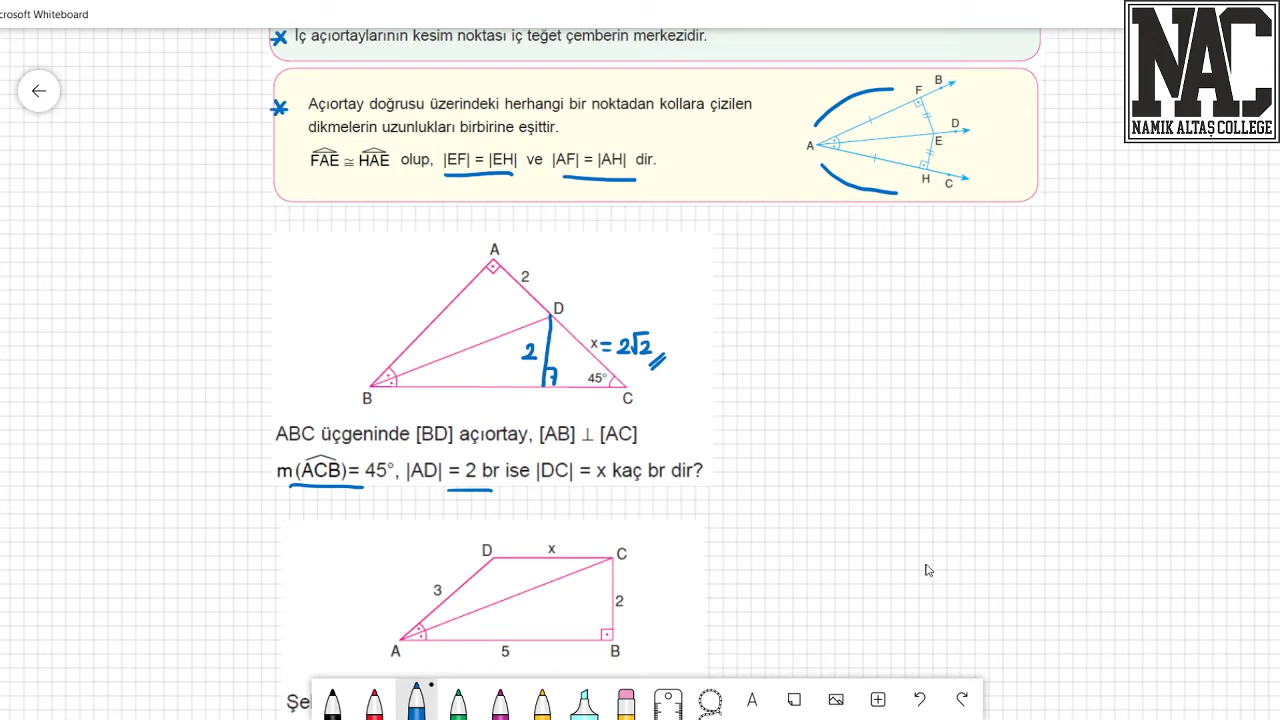 crosoft Whiteboard
NAC
NAMIK ALTAŞ COLLEGE
İç açıortaylarının kesim noktası iç teğet çemberin merkezidir.
Açıortay doğrusu üzerindeki herhangi bir noktadan kollara çizilen
dikmelerin uzunlukları birbirine eşittir.
FAE ≅ HAE olup, |EF| = |EH| ve |AF| = |AH| dir.
B
F
D
A
E
H
C
A
2
D
2
x = 2√2
45°
B
C
ABC üçgeninde [BD] açıortay, [AB] ⊥ [AC]
m(ACB)= 45°, |AD| = 2 br ise |DC| = x kaç br dir?
D
x
C
3
2
A
5
B
Şe
A